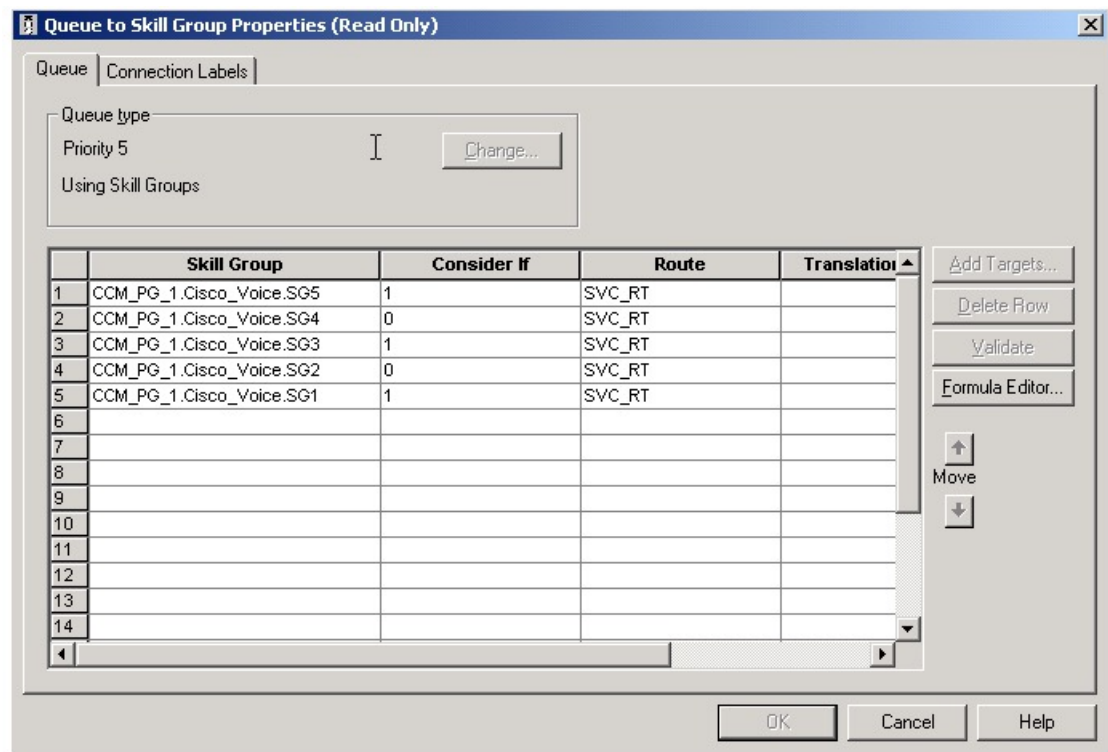 Queue to Skill Group Properties (Read Only)
Queue
Connection Labels
Queue type
Priority 5
Change...
Using Skill Groups
Skill Group Consider If Route Translation
1 CCM_PG_1.Cisco_Voice.SG5 1 SVC_RT
2 CCM_PG_1.Cisco_Voice.SG4 0 SVC_RT
3 CCM_PG_1.Cisco_Voice.SG3 1 SVC_RT
4 CCM_PG_1.Cisco_Voice.SG2 0 SVC_RT
5 CCM_PG_1.Cisco_Voice.SG1 1 SVC_RT
6
7
8
9
10
11
12
13
14
Add Targets...
Delete Row
Validate
Formula Editor...
Move
OK
Cancel
Help